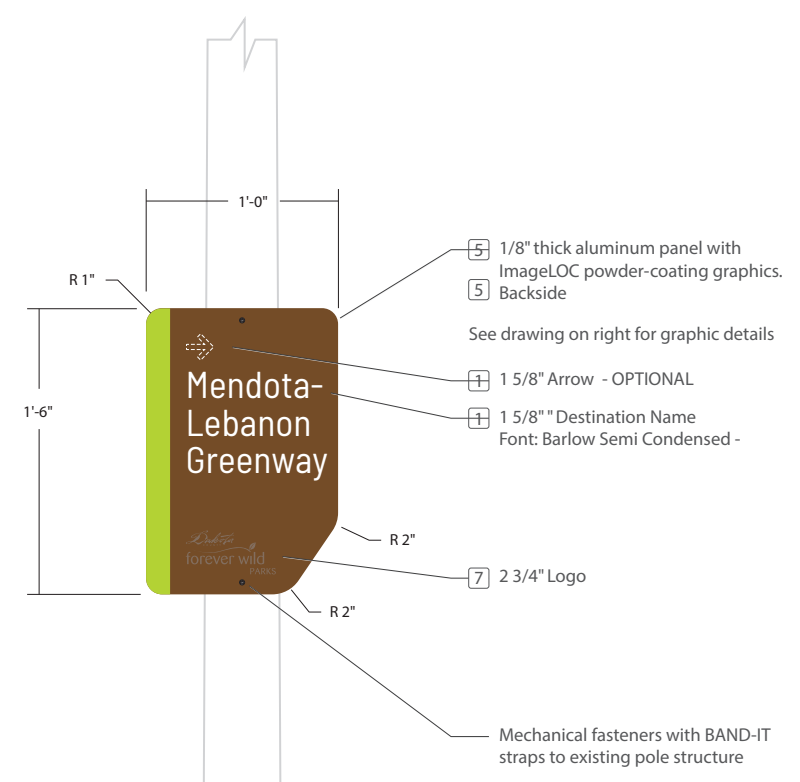 1'-0"
5 1/8" thick aluminum panel with
ImageLOC powder-coating graphics.
5 Backside
R 1"
See drawing on right for graphic details
1 1 5/8" Arrow - OPTIONAL
Mendota-
Lebanon
Greenway
1'-6"
1 1 5/8" " Destination Name
Font: Barlow Semi Condensed -
R 2"
Dakota
forever wild
PARKS
7 2 3/4" Logo
R 2"
Mechanical fasteners with BAND-IT
straps to existing pole structure